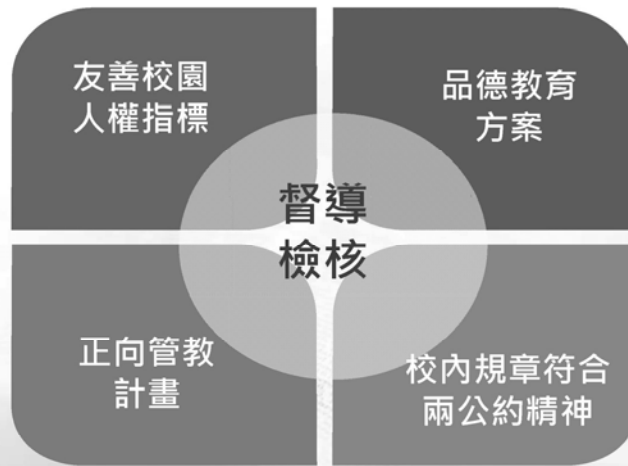 友善校園
人權指標
品德教育
方案
督導
檢核
正向管教
計畫
校內規章符合
兩公約精神